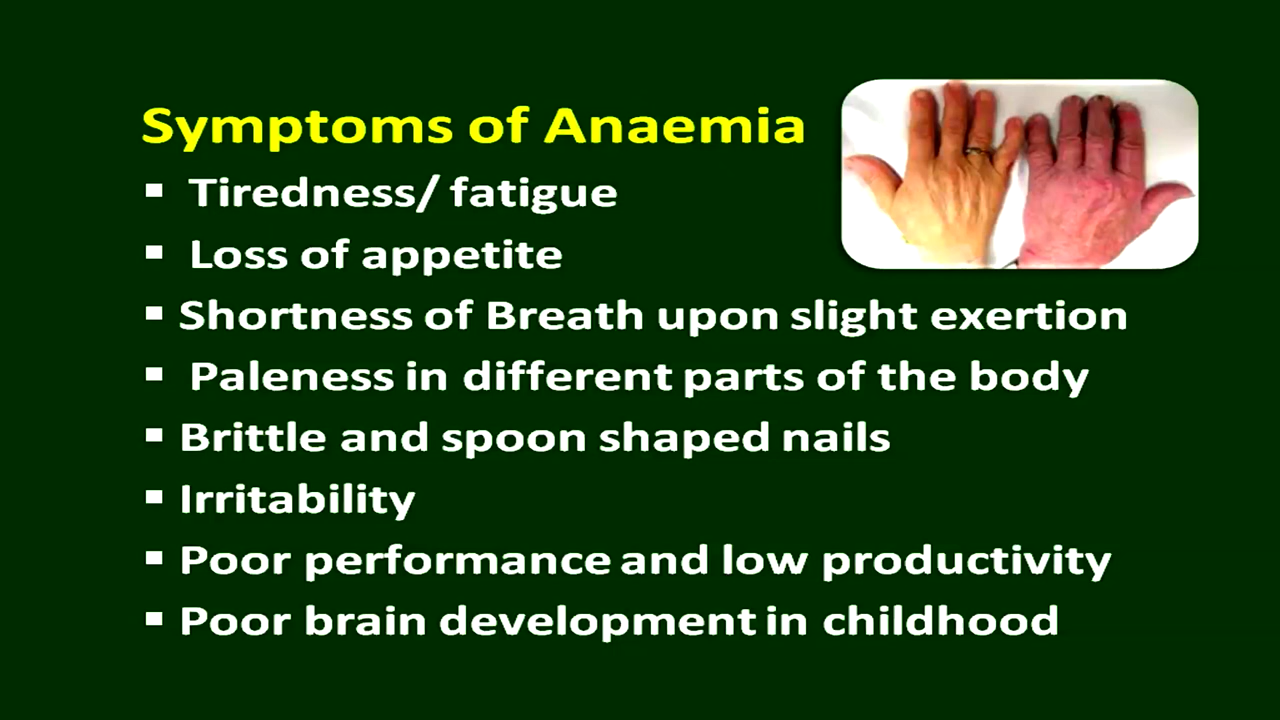 Symptoms of Anaemia
▪ Tiredness/ fatigue
▪ Loss of appetite
▪ Shortness of Breath upon slight exertion
▪ Paleness in different parts of the body
▪ Brittle and spoon shaped nails
▪ Irritability
▪ Poor performance and low productivity
▪ Poor brain development in childhood